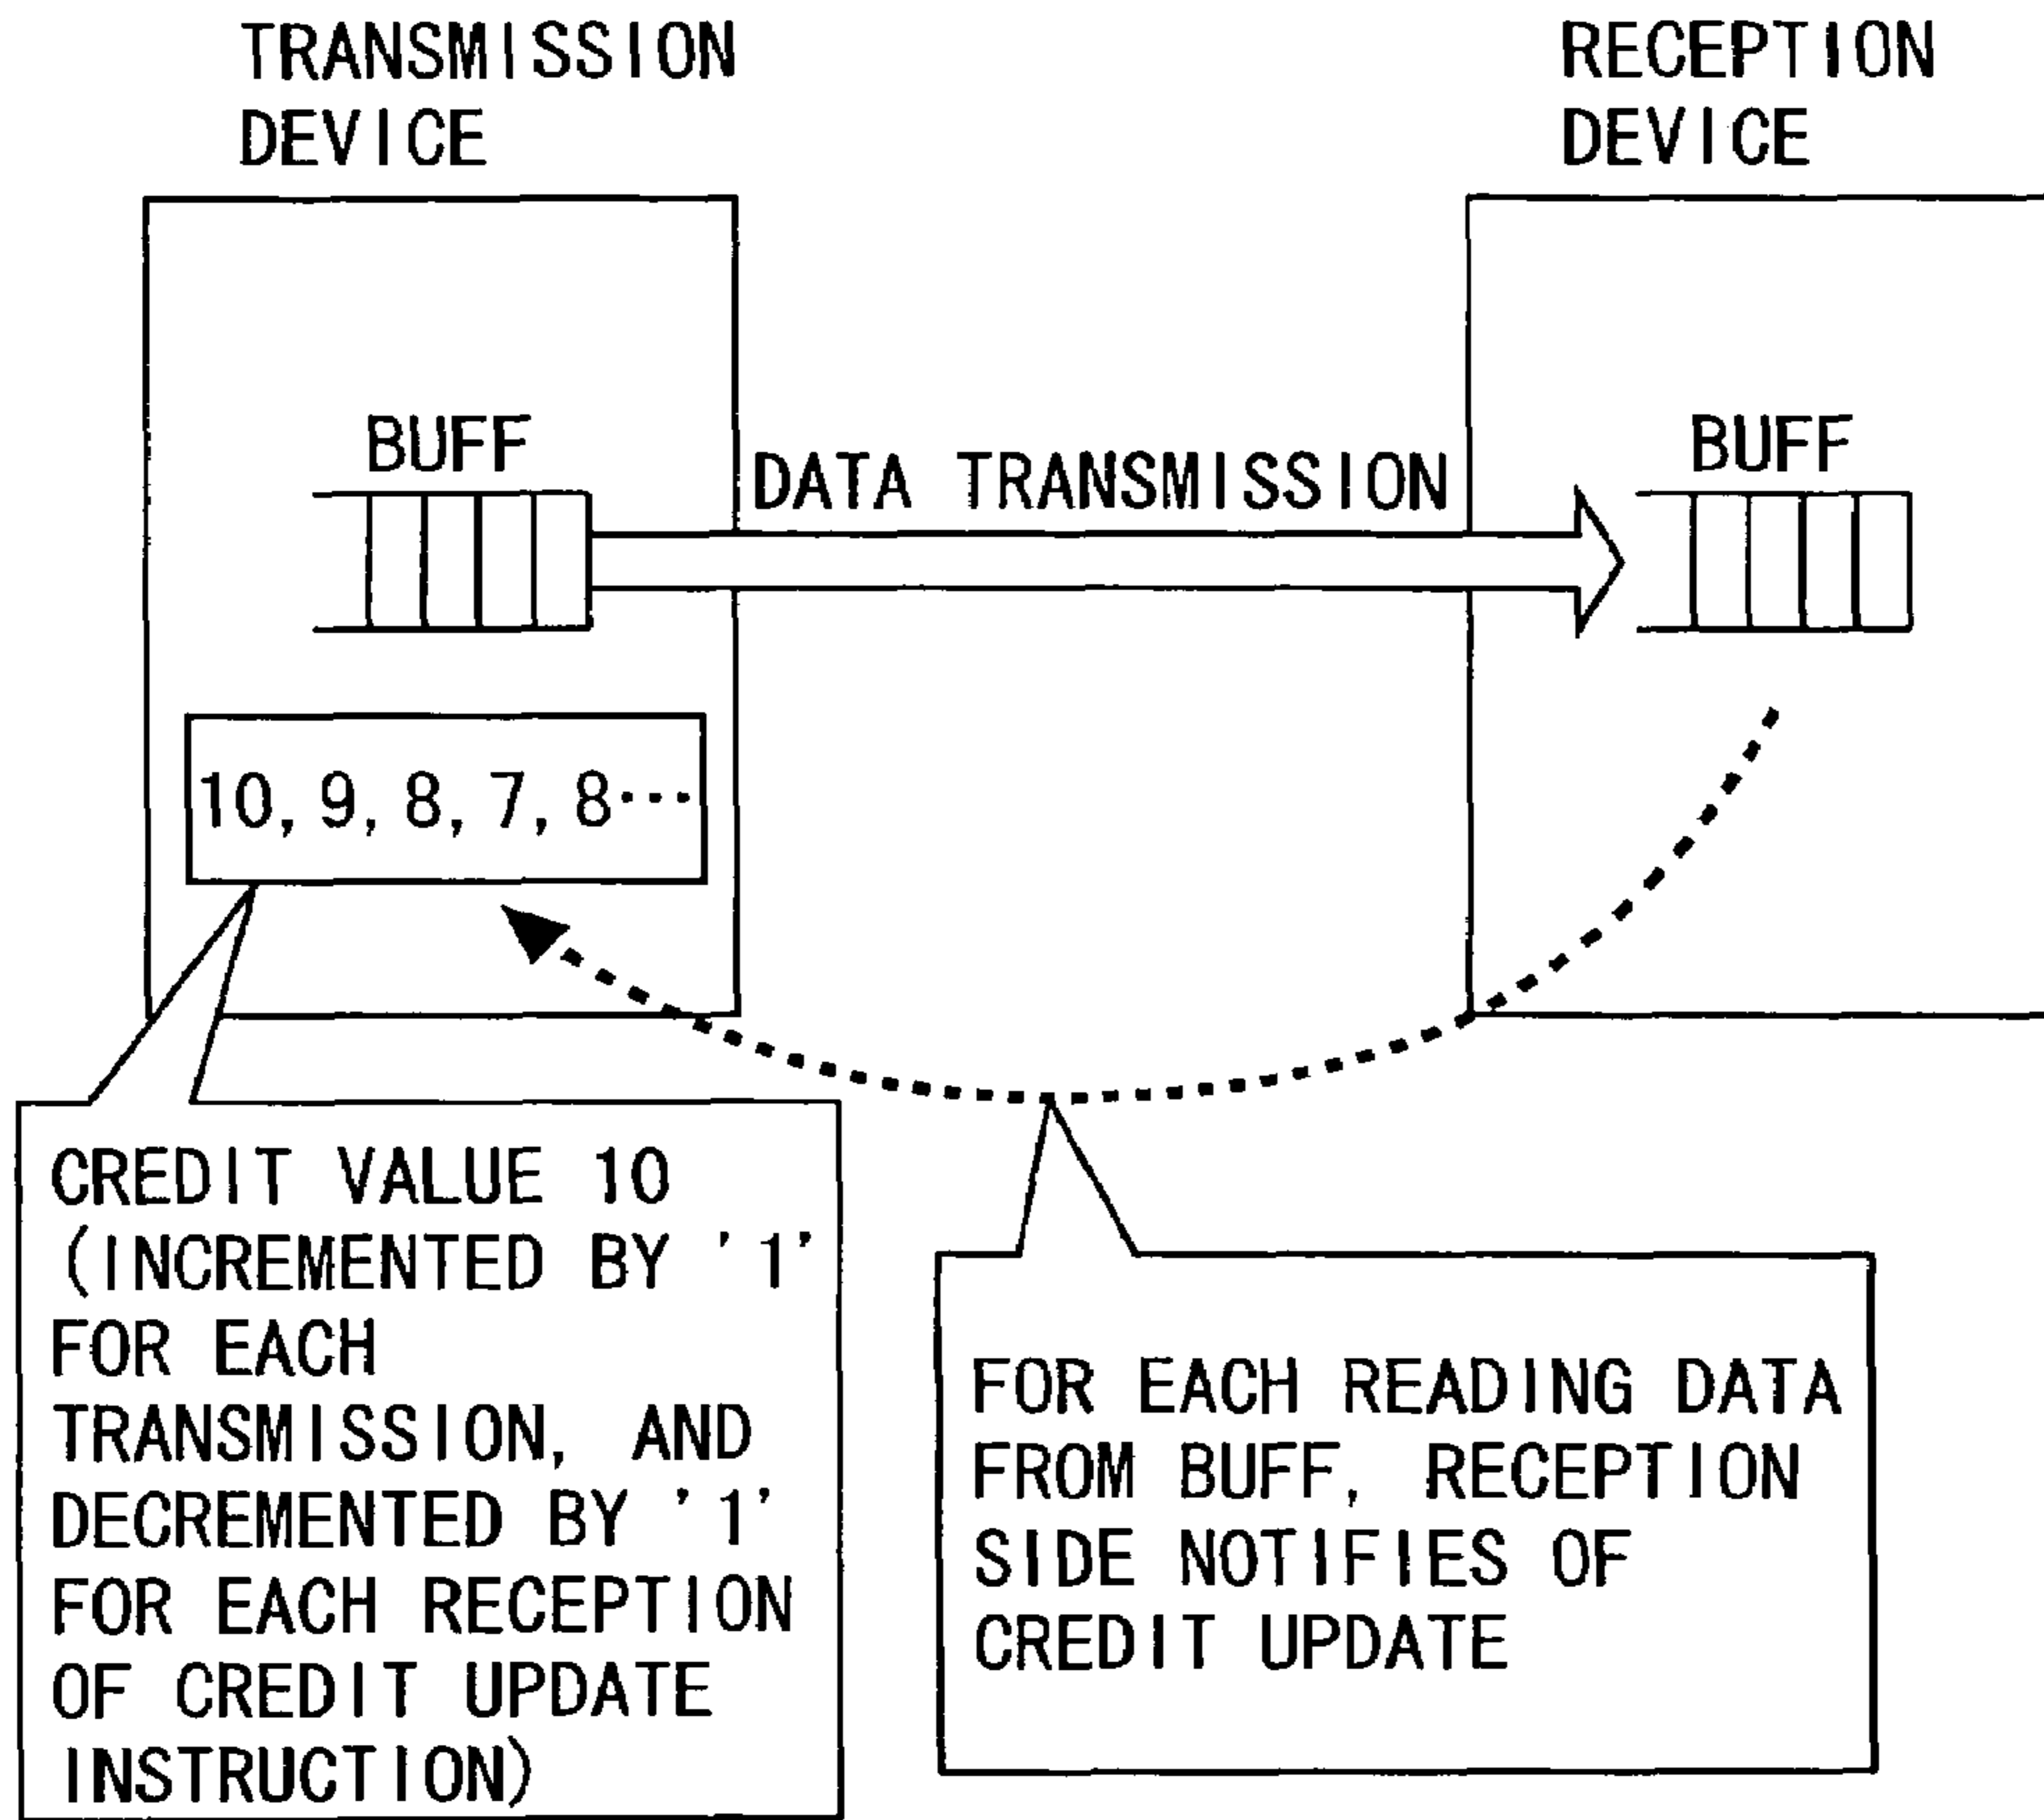 TRANSMISSION
DEVICE
RECEPTION
DEVICE
BUFF
DATA TRANSMISSION
BUFF
10, 9, 8, 7, 8···
CREDIT VALUE 10
(INCREMENTED BY '1'
FOR EACH
TRANSMISSION, AND
DECREMENTED BY '1'
FOR EACH RECEPTION
OF CREDIT UPDATE
INSTRUCTION)
FOR EACH READING DATA
FROM BUFF, RECEPTION
SIDE NOTIFIES OF
CREDIT UPDATE